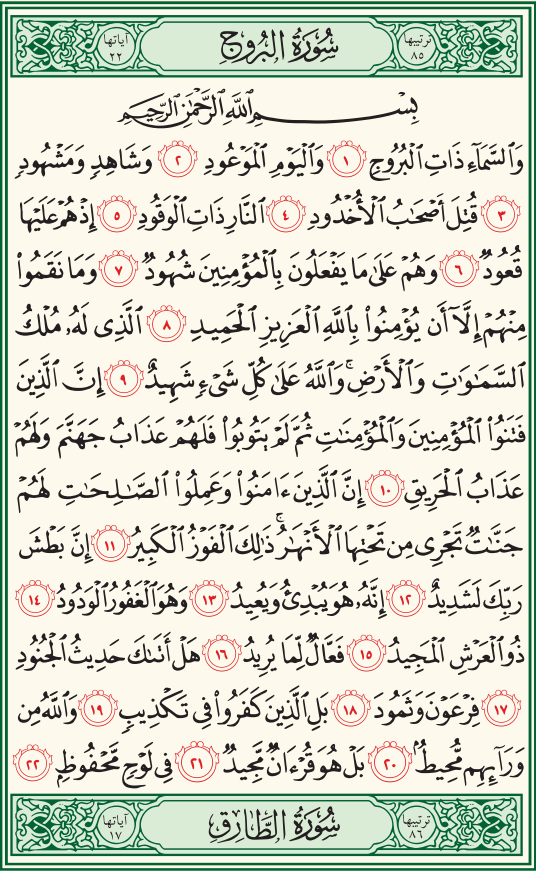 ترتيبها ٨٥ سُورَةُ البُرُوجِ آياتها ٢٢
بِسْمِ ٱللَّهِ ٱلرَّحْمَٰنِ ٱلرَّحِيمِ
وَٱلسَّمَآءِ ذَاتِ ٱلْبُرُوجِ ١ وَٱلْيَوْمِ ٱلْمَوْعُودِ ٢ وَشَاهِدٍ وَمَشْهُودٍ
٣ قُتِلَ أَصْحَٰبُ ٱلْأُخْدُودِ ٤ ٱلنَّارِ ذَاتِ ٱلْوَقُودِ ٥ إِذْ هُمْ عَلَيْهَا
قُعُودٌ ٦ وَهُمْ عَلَىٰ مَا يَفْعَلُونَ بِٱلْمُؤْمِنِينَ شُهُودٌ ٧ وَمَا نَقَمُوا۟
مِنْهُمْ إِلَّآ أَن يُؤْمِنُوا۟ بِٱللَّهِ ٱلْعَزِيزِ ٱلْحَمِيدِ ٨ ٱلَّذِى لَهُۥ مُلْكُ
ٱلسَّمَٰوَٰتِ وَٱلْأَرْضِ ۚ وَٱللَّهُ عَلَىٰ كُلِّ شَىْءٍ شَهِيدٌ ٩ إِنَّ ٱلَّذِينَ
فَتَنُوا۟ ٱلْمُؤْمِنِينَ وَٱلْمُؤْمِنَٰتِ ثُمَّ لَمْ يَتُوبُوا۟ فَلَهُمْ عَذَابُ جَهَنَّمَ وَلَهُمْ
عَذَابُ ٱلْحَرِيقِ ١٠ إِنَّ ٱلَّذِينَ ءَامَنُوا۟ وَعَمِلُوا۟ ٱلصَّٰلِحَٰتِ لَهُمْ
جَنَّٰتٌ تَجْرِى مِن تَحْتِهَا ٱلْأَنْهَٰرُ ۚ ذَٰلِكَ ٱلْفَوْزُ ٱلْكَبِيرُ ١١ إِنَّ بَطْشَ
رَبِّكَ لَشَدِيدٌ ١٢ إِنَّهُۥ هُوَ يُبْدِئُ وَيُعِيدُ ١٣ وَهُوَ ٱلْغَفُورُ ٱلْوَدُودُ ١٤
ذُو ٱلْعَرْشِ ٱلْمَجِيدُ ١٥ فَعَّالٌ لِّمَا يُرِيدُ ١٦ هَلْ أَتَىٰكَ حَدِيثُ ٱلْجُنُودِ
١٧ فِرْعَوْنَ وَثَمُودَ ١٨ بَلِ ٱلَّذِينَ كَفَرُوا۟ فِى تَكْذِيبٍ ١٩ وَٱللَّهُ مِن
وَرَآئِهِم مُّحِيطٌۢ ٢٠ بَلْ هُوَ قُرْءَانٌ مَّجِيدٌ ٢١ فِى لَوْحٍ مَّحْفُوظٍۭ ٢٢
ترتيبها ٨٦ سُورَةُ الطَّارِقِ آياتها ١٧